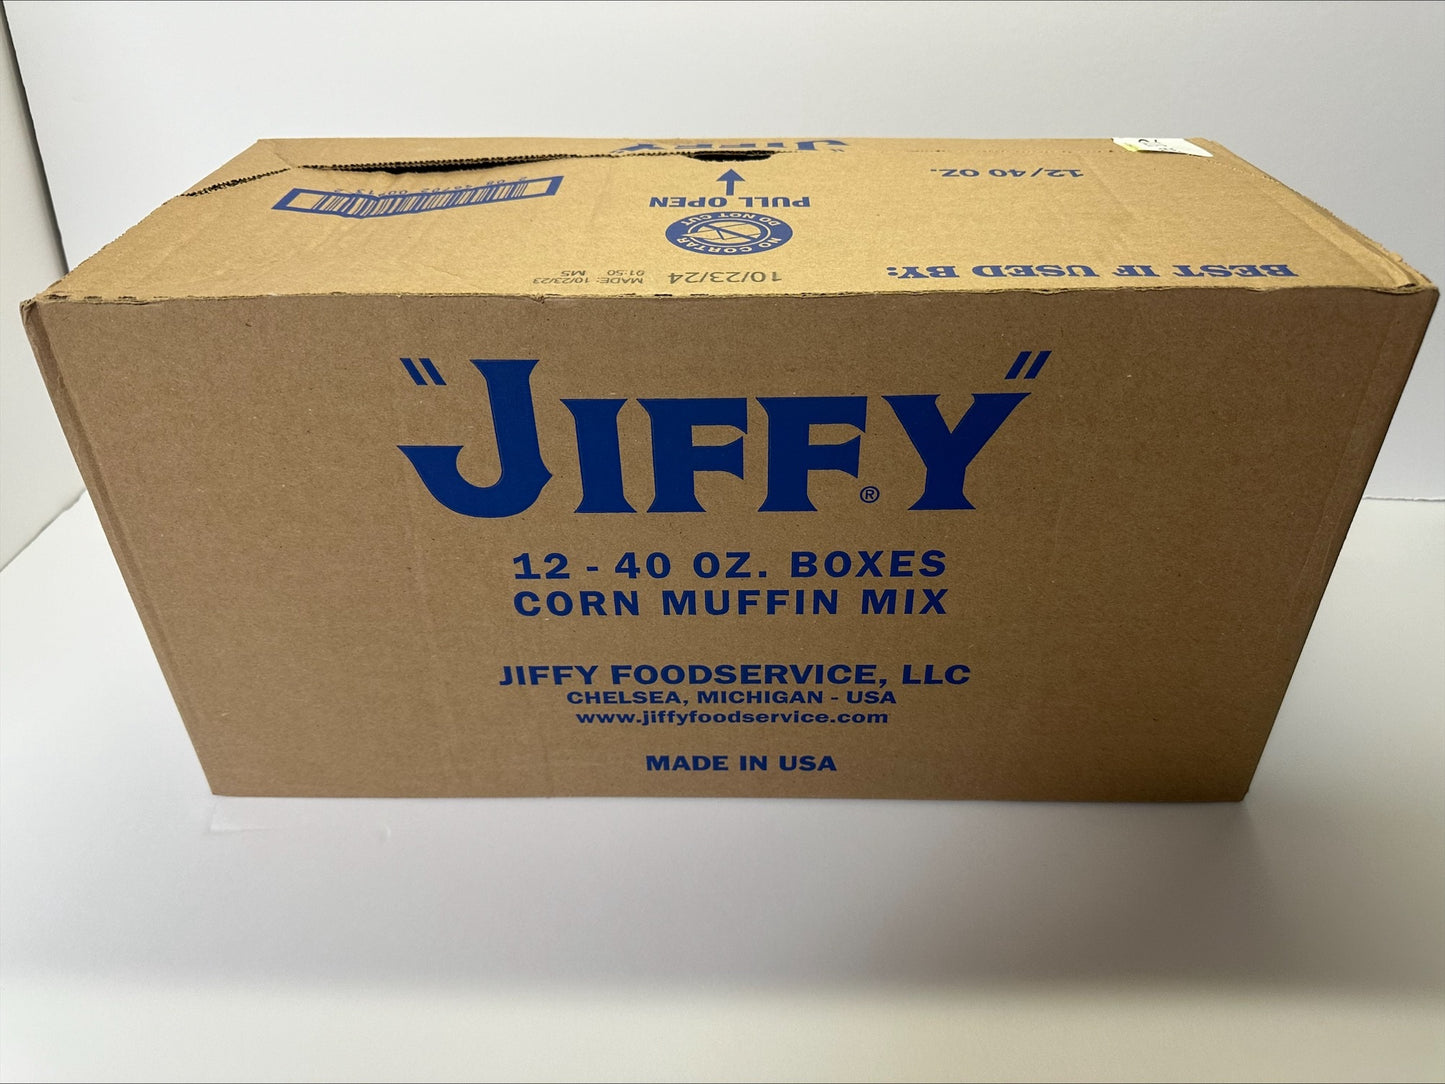 "JIFFY"
12/40 OZ.
PULL OPEN
NO CORTAR
DO NOT CUT
BEST IF USED BY:
10/23/24
MADE: 10/23/23
01:50 M5
"JIFFY"®
12 - 40 OZ. BOXES
CORN MUFFIN MIX
JIFFY FOODSERVICE, LLC
CHELSEA, MICHIGAN - USA
www.jiffyfoodservice.com
MADE IN USA